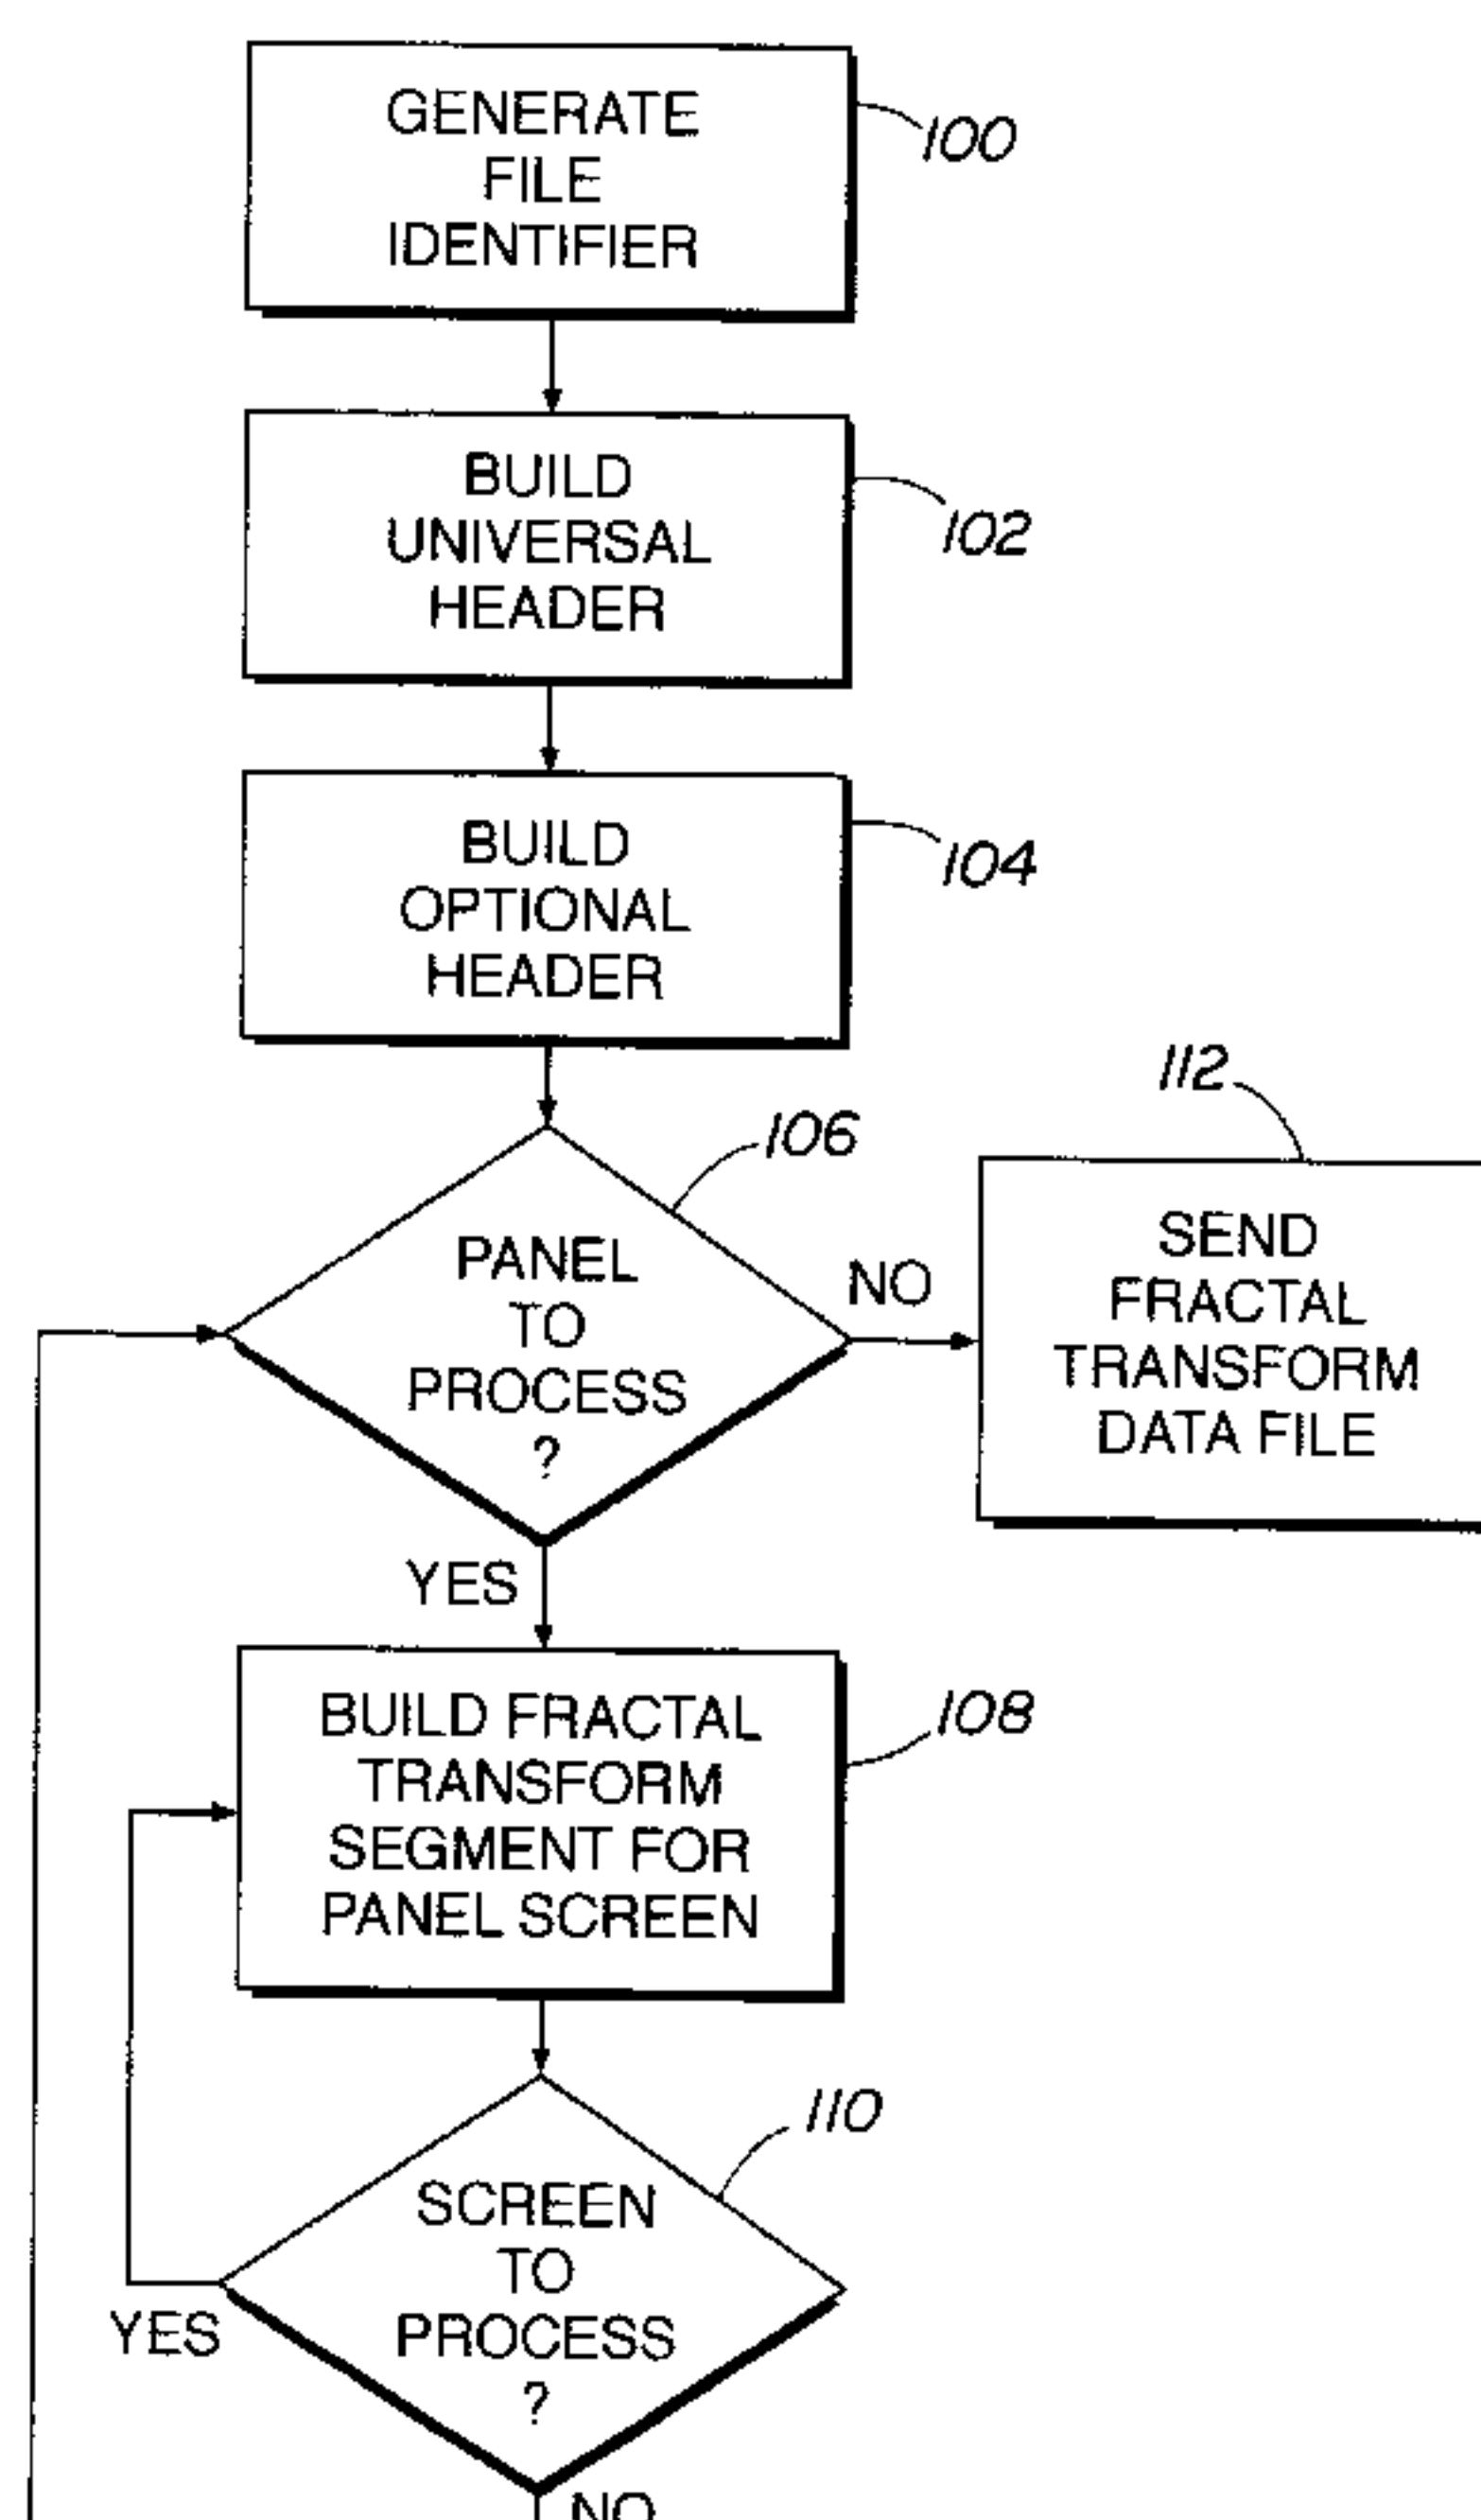 GENERATE
FILE
IDENTIFIER
100
BUILD
UNIVERSAL
HEADER
102
BUILD
OPTIONAL
HEADER
104
PANEL
TO
PROCESS
?
106
NO
112
SEND
FRACTAL
TRANSFORM
DATA FILE
YES
BUILD FRACTAL
TRANSFORM
SEGMENT FOR
PANEL SCREEN
108
SCREEN
TO
PROCESS
?
110
YES
NO